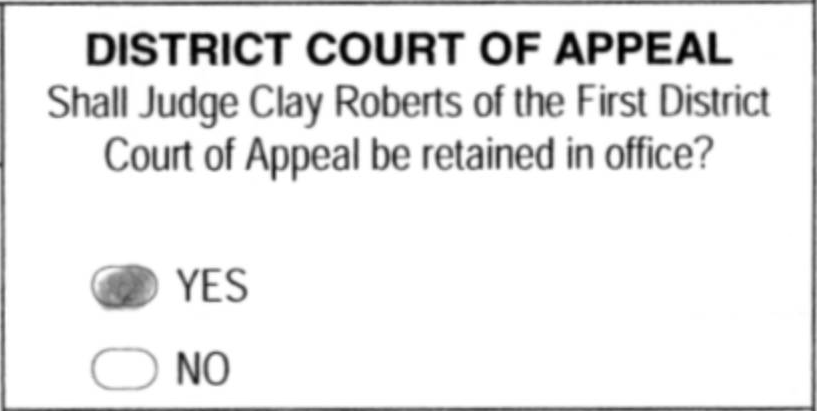 DISTRICT COURT OF APPEAL
Shall Judge Clay Roberts of the First District
Court of Appeal be retained in office?
YES
NO